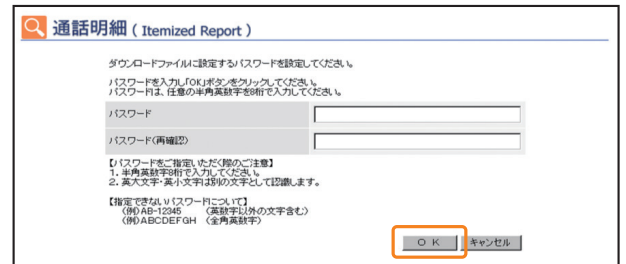 通話明細 ( Itemized Report )
ダウンロードファイルに設定するパスワードを設定してください。
パスワードを入力し「OK」ボタンをクリックしてください。
パスワードは、任意の半角英数字を8桁で入力してください。
パスワード
パスワード(再確認)
【パスワードをご指定いただく際のご注意】
1. 半角英数字8桁で入力してください。
2. 英大文字・英小文字は別の文字として認識します。
【指定できないパスワードについて】
(例)AB-12345 (英数字以外の文字含む)
(例)ABCDEFGH (全角英数字)
OK キャンセル